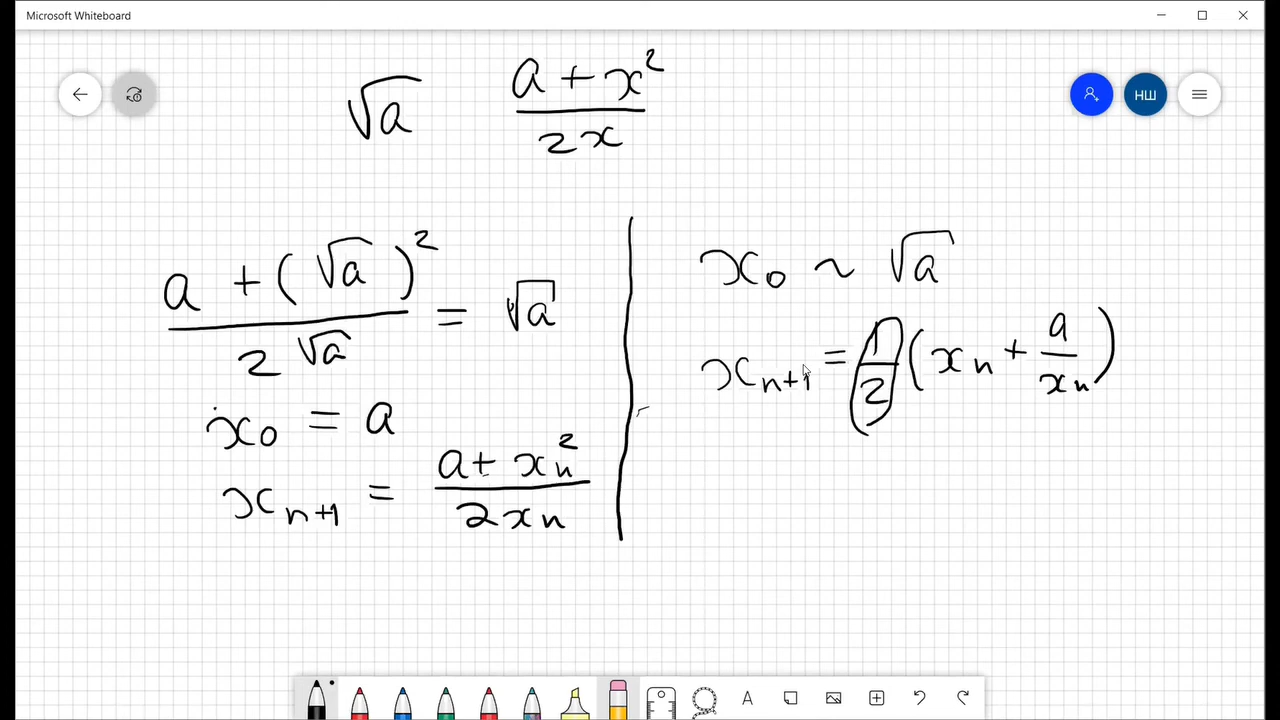 Microsoft Whiteboard
√a (a + x²)/(2x)
НШ
(a + (√a)²)/(2√a) = √a
x₀ = a
xₙ₊₁ = (a + xₙ²)/(2xₙ)
x₀ ~ √a
xₙ₊₁ = 1/2 (xₙ + a/xₙ)
A